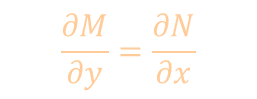 ∂M/∂y = ∂N/∂x